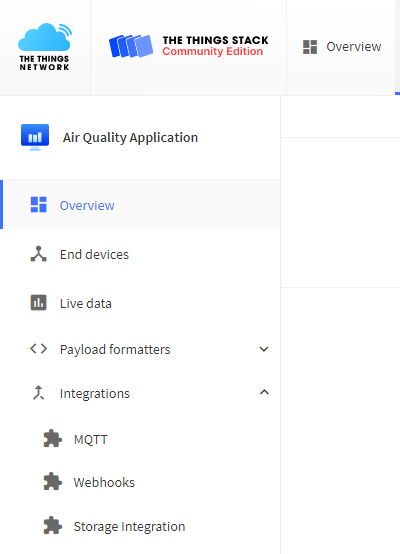 THE THINGS
NETWORK
THE THINGS STACK
Community Edition
Overview
Air Quality Application
Overview
End devices
Live data
Payload formatters
Integrations
MQTT
Webhooks
Storage Integration